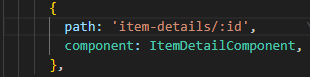 {
path: 'item-details/:id',
component: ItemDetailComponent,
},